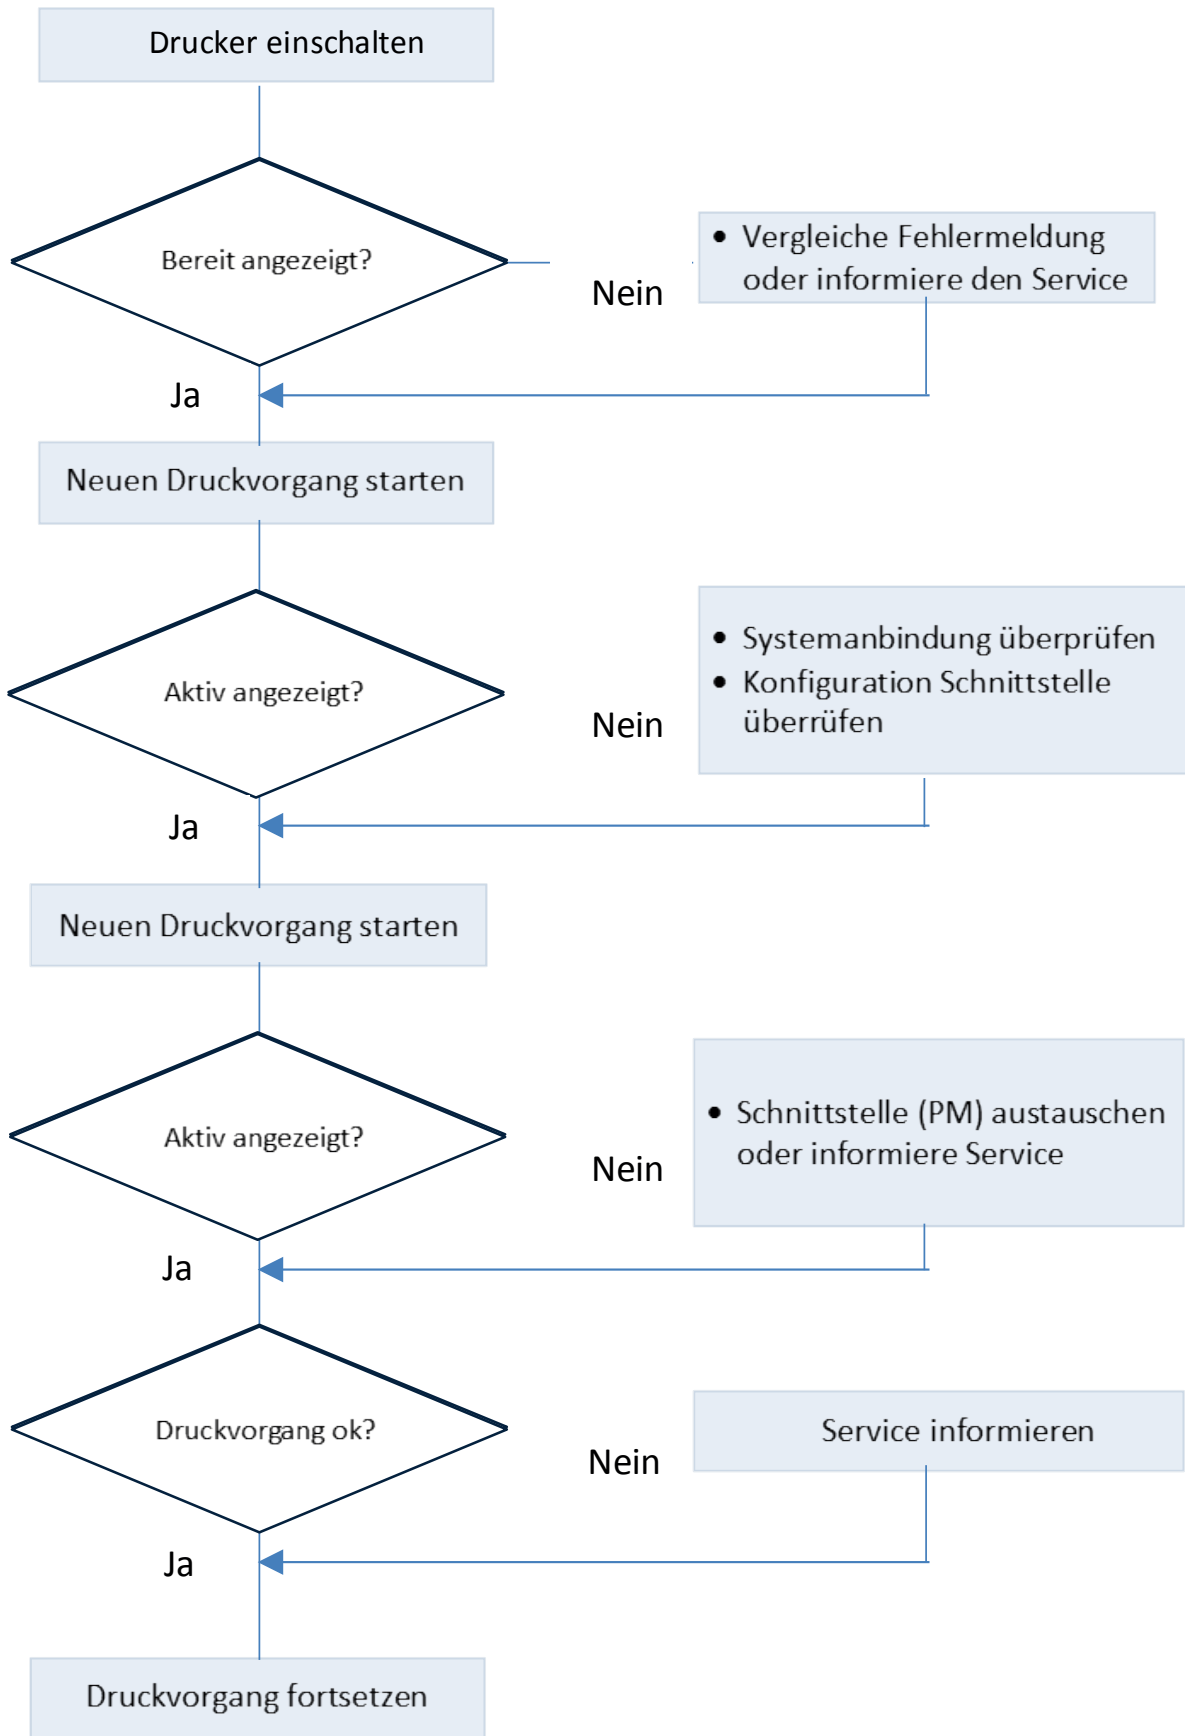 Drucker einschalten
Bereit angezeigt?
Nein
• Vergleiche Fehlermeldung
oder informiere den Service
Ja
Neuen Druckvorgang starten
Aktiv angezeigt?
Nein
• Systemanbindung überprüfen
• Konfiguration Schnittstelle
überrüfen
Ja
Neuen Druckvorgang starten
Aktiv angezeigt?
Nein
• Schnittstelle (PM) austauschen
oder informiere Service
Ja
Druckvorgang ok?
Nein
Service informieren
Ja
Druckvorgang fortsetzen